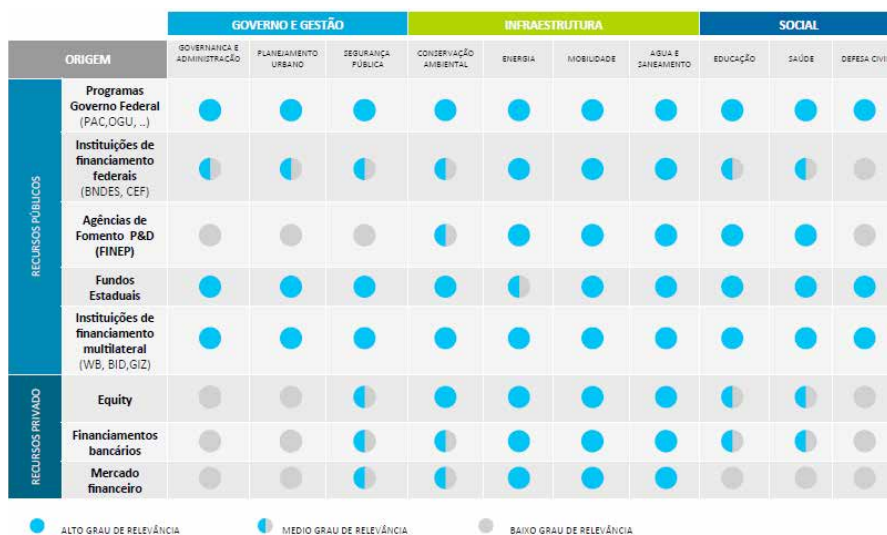 GOVERNO E GESTÃO
INFRAESTRUTURA
SOCIAL
ORIGEM
GOVERNANCA E
ADMINISTRAÇÃO
PLANEJAMENTO
URBANO
SEGURANÇA
PÚBLICA
CONSERVAÇÃO
AMBIENTAL
ENERGIA
MOBILIDADE
AGUA E
SANEAMENTO
EDUCAÇÃO
SAÚDE
DEFESA CIVI
RECURSOS PÚBLICOS
Programas
Governo Federal
(PAC,OGU, ..)
Instituições de
financiamento
federais
(BNDES, CEF)
Agências de
Fomento P&D
(FINEP)
Fundos
Estaduais
Instituições de
financiamento
multilateral
(WB, BID,GIZ)
RECURSOS PRIVADO
Equity
Financiamentos
bancários
Mercado
financeiro
ALTO GRAU DE RELEVÂNCIA
MEDIO GRAU DE RELEVÂNCIA
BAIXO GRAU DE RELEVÂNCIA